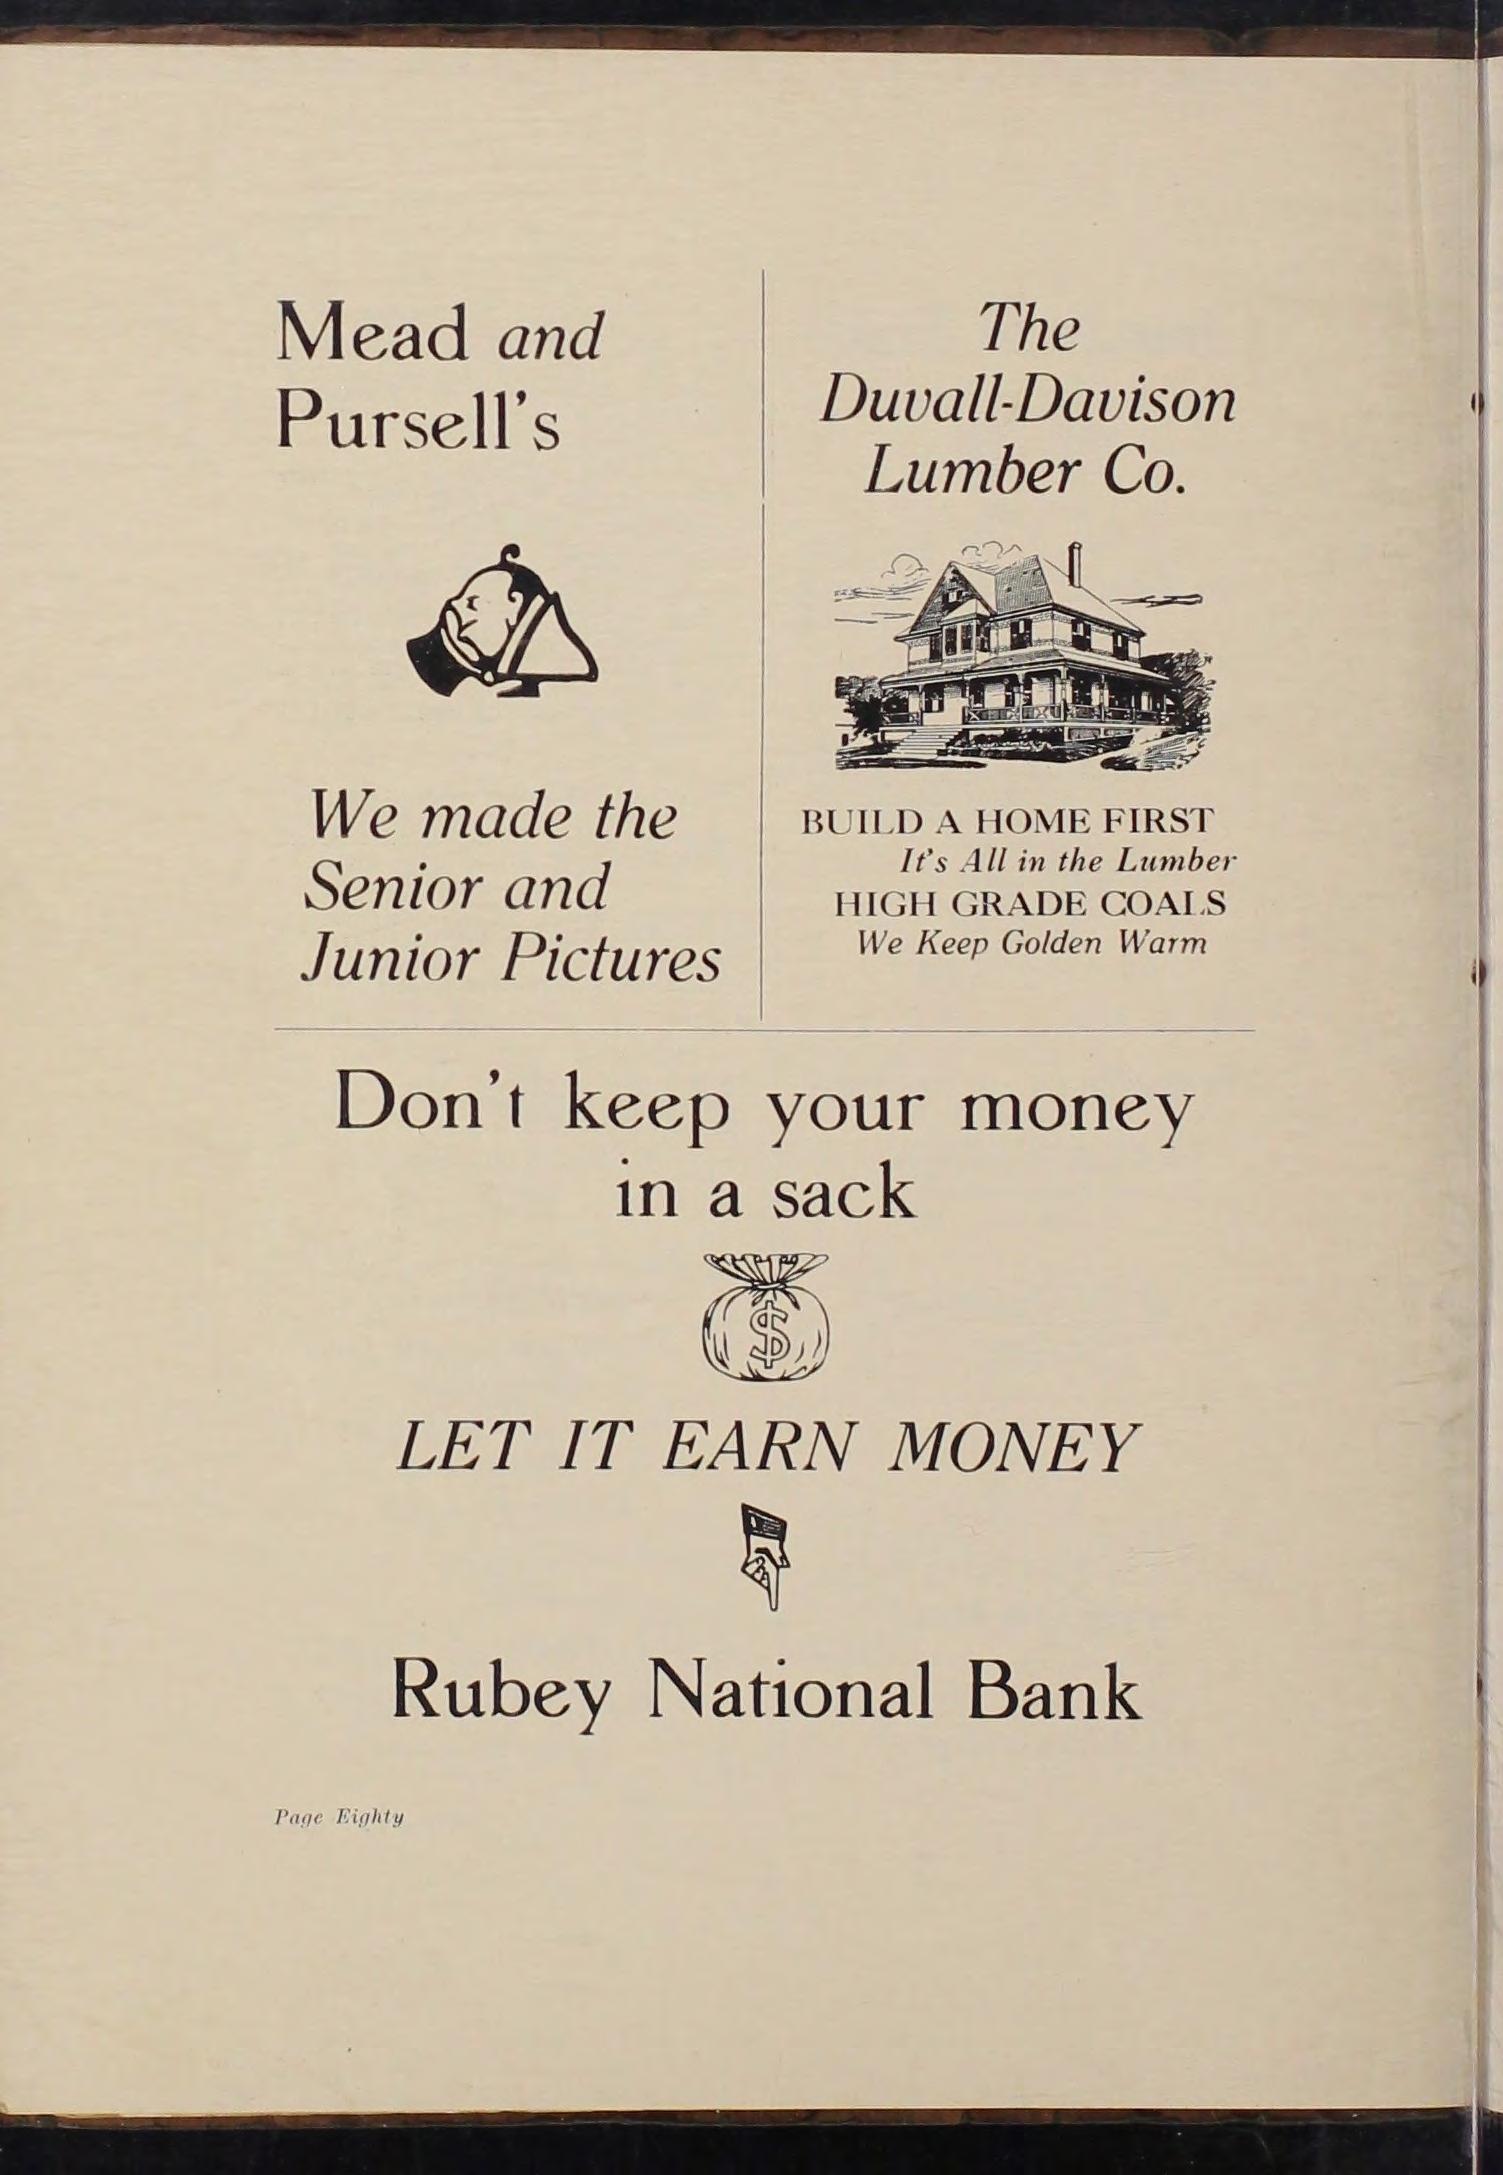 Mead and
Pursell's
We made the
Senior and
Junior Pictures
The
Duvall-Davison
Lumber Co.
BUILD A HOME FIRST
It's All in the Lumber
HIGH GRADE COALS
We Keep Golden Warm
Don't keep your money
in a sack
$
LET IT EARN MONEY
Rubey National Bank
Page Eighty